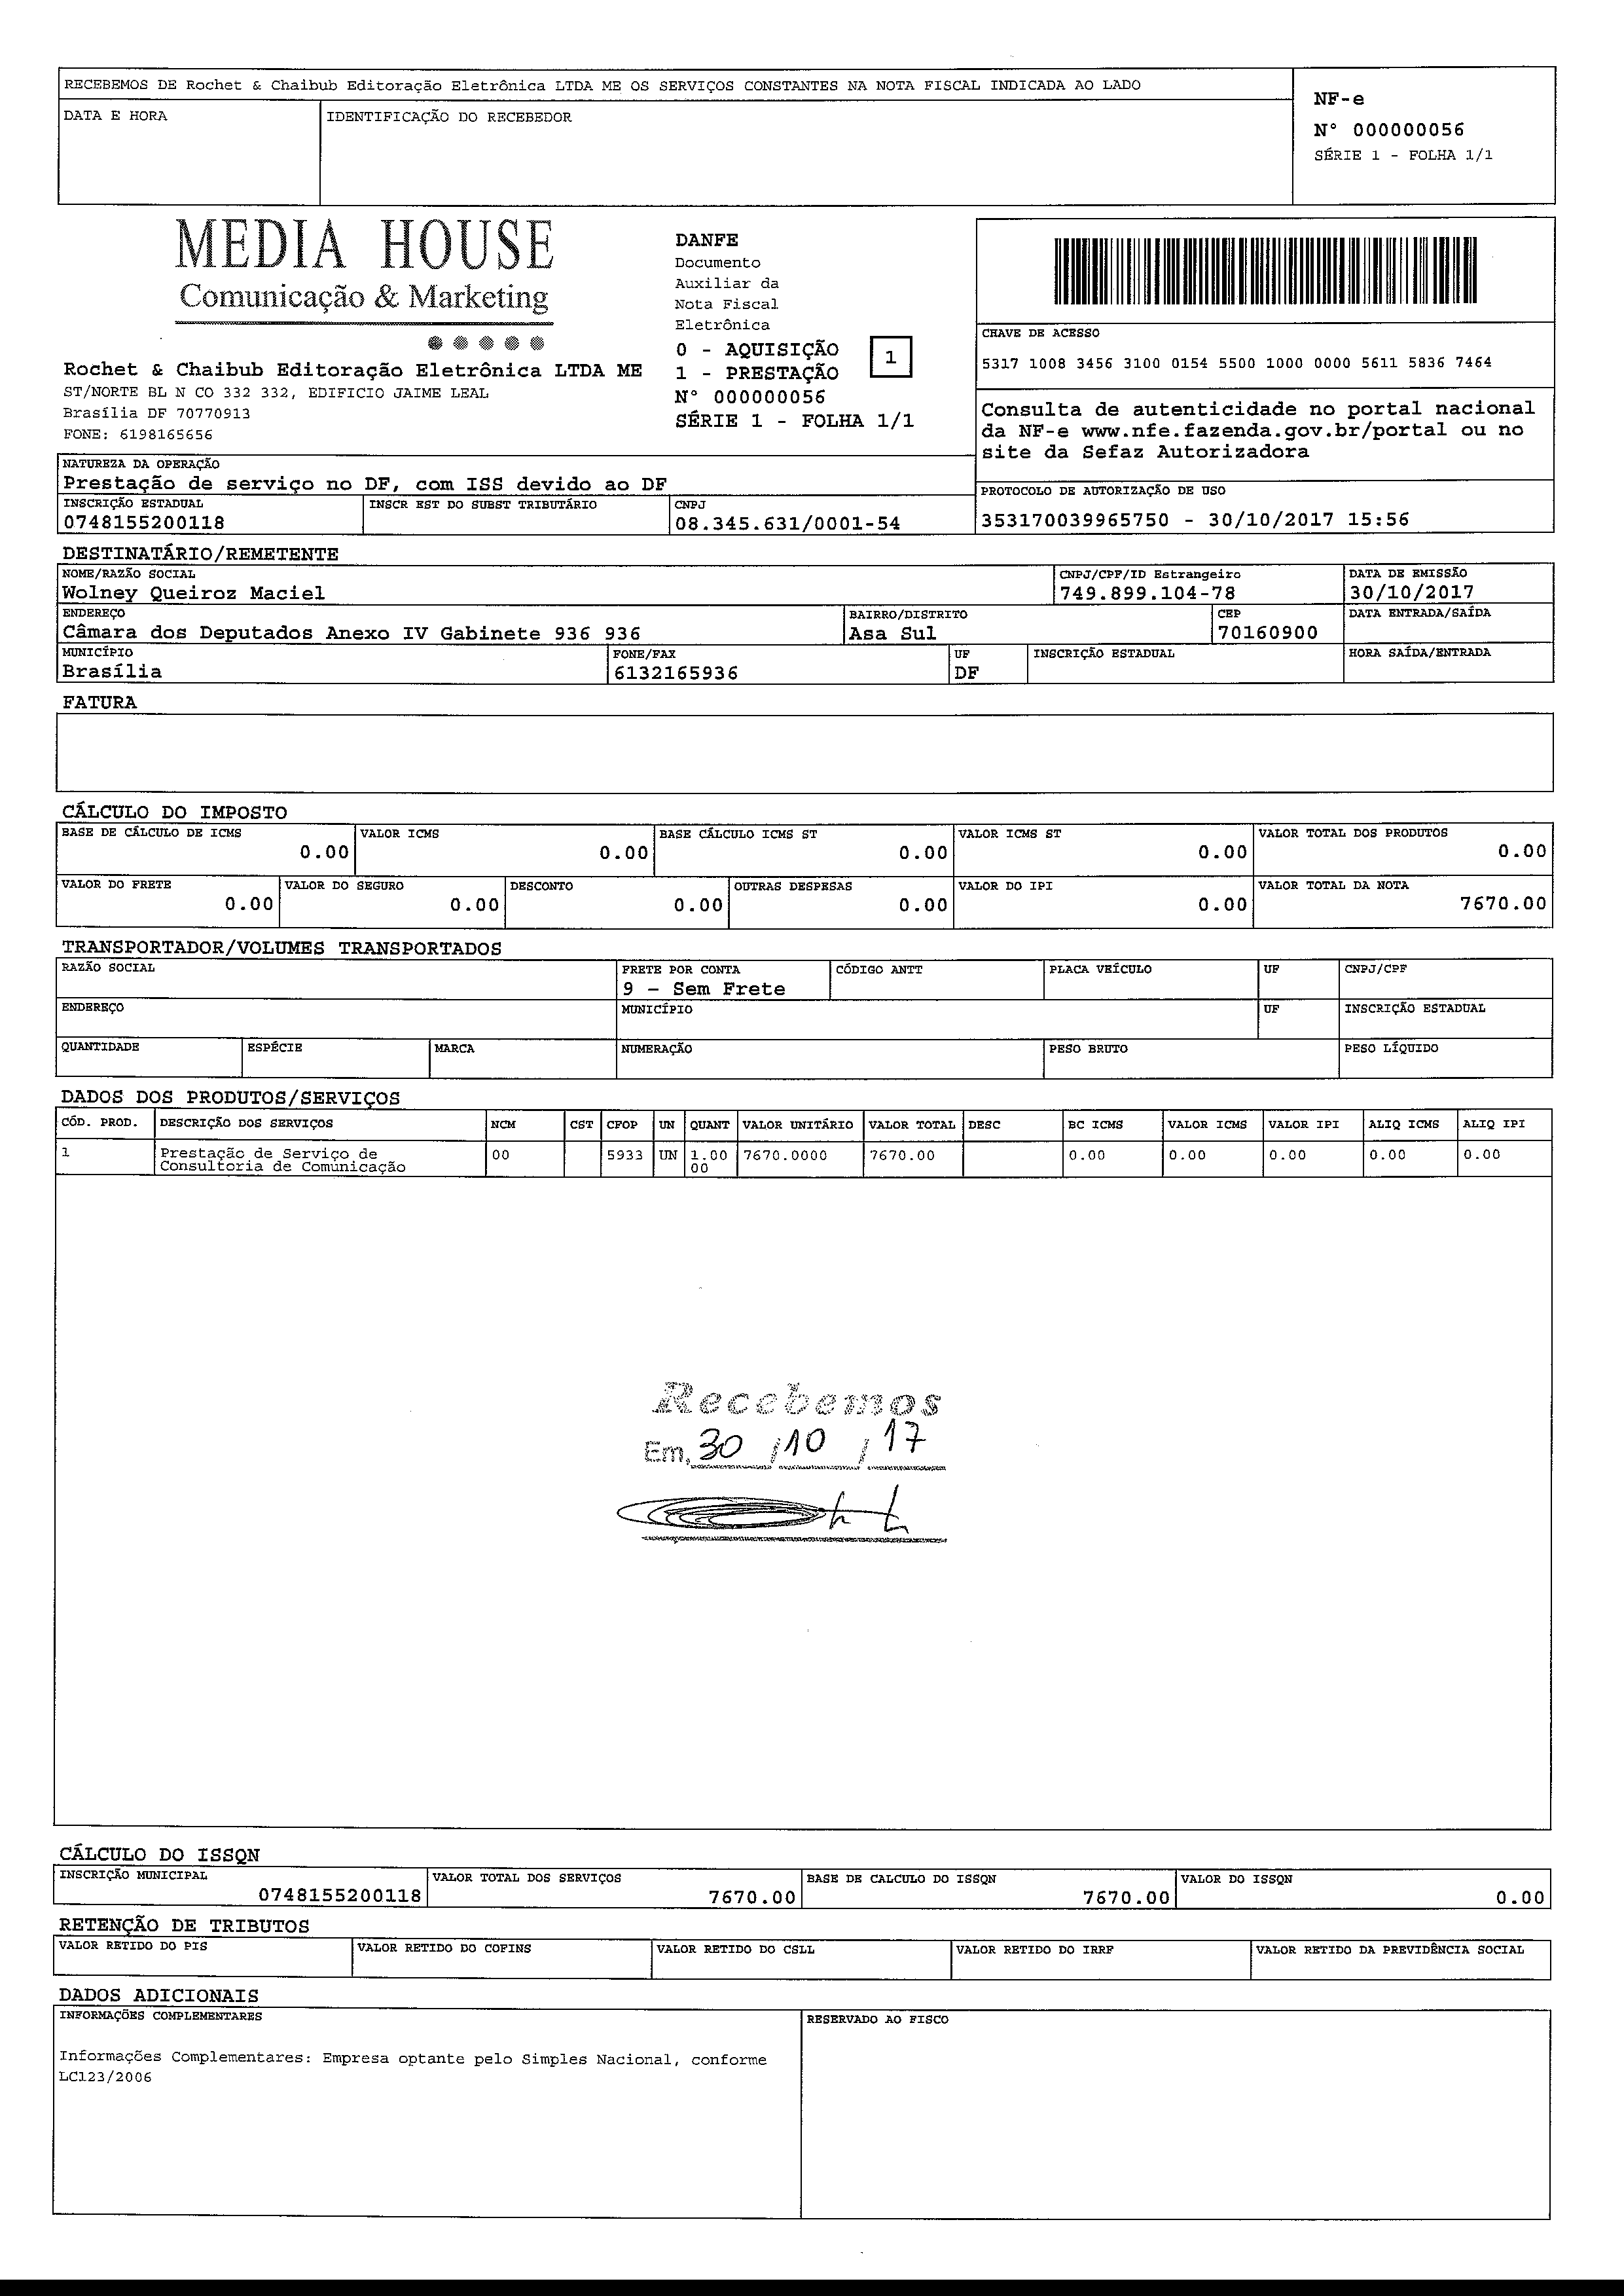 RECEBEMOS DE Rochet & Chaibub Editoração Eletrônica LTDA ME OS SERVIÇOS CONSTANTES NA NOTA FISCAL INDICADA AO LADO
DATA E HORA
IDENTIFICAÇÃO DO RECEBEDOR
NF-e
N° 000000056
SÉRIE 1 - FOLHA 1/1
MEDIA HOUSE
Comunicação & Marketing
Rochet & Chaibub Editoração Eletrônica LTDA ME
ST/NORTE BL N CO 332 332, EDIFICIO JAIME LEAL
Brasília DF 70770913
FONE: 6198165656
DANFE
Documento
Auxiliar da
Nota Fiscal
Eletrônica
0 - AQUISIÇÃO
1 - PRESTAÇÃO
1
N° 000000056
SÉRIE 1 - FOLHA 1/1
CHAVE DE ACESSO
5317 1008 3456 3100 0154 5500 1000 0000 5611 5836 7464
Consulta de autenticidade no portal nacional
da NF-e www.nfe.fazenda.gov.br/portal ou no
site da Sefaz Autorizadora
NATUREZA DA OPERAÇÃO
Prestação de serviço no DF, com ISS devido ao DF
PROTOCOLO DE AUTORIZAÇÃO DE USO
353170039965750 - 30/10/2017 15:56
INSCRIÇÃO ESTADUAL
0748155200118
INSCR EST DO SUBST TRIBUTÁRIO
CNPJ
08.345.631/0001-54
DESTINATÁRIO/REMETENTE
NOME/RAZÃO SOCIAL
Wolney Queiroz Maciel
CNPJ/CPF/ID Estrangeiro
749.899.104-78
DATA DE EMISSÃO
30/10/2017
ENDEREÇO
Câmara dos Deputados Anexo IV Gabinete 936 936
BAIRRO/DISTRITO
Asa Sul
CEP
70160900
DATA ENTRADA/SAÍDA
MUNICÍPIO
Brasília
FONE/FAX
6132165936
UF
DF
INSCRIÇÃO ESTADUAL
HORA SAÍDA/ENTRADA
FATURA
CÁLCULO DO IMPOSTO
BASE DE CÁLCULO DE ICMS
0.00
VALOR ICMS
0.00
BASE CÁLCULO ICMS ST
0.00
VALOR ICMS ST
0.00
VALOR TOTAL DOS PRODUTOS
0.00
VALOR DO FRETE
0.00
VALOR DO SEGURO
0.00
DESCONTO
0.00
OUTRAS DESPESAS
0.00
VALOR DO IPI
0.00
VALOR TOTAL DA NOTA
7670.00
TRANSPORTADOR/VOLUMES TRANSPORTADOS
RAZÃO SOCIAL
FRETE POR CONTA
9 - Sem Frete
CÓDIGO ANTT
PLACA VEÍCULO
UF
CNPJ/CPF
ENDEREÇO
MUNICÍPIO
UF
INSCRIÇÃO ESTADUAL
QUANTIDADE
ESPÉCIE
MARCA
NUMERAÇÃO
PESO BRUTO
PESO LÍQUIDO
DADOS DOS PRODUTOS/SERVIÇOS
CÓD. PROD. DESCRIÇÃO DOS SERVIÇOS NCM CST CFOP UN QUANT VALOR UNITÁRIO VALOR TOTAL DESC BC ICMS VALOR ICMS VALOR IPI ALIQ ICMS ALIQ IPI
1 Prestação de Serviço de 00 5933 UN 1.00 7670.0000 7670.00 0.00 0.00 0.00 0.00 0.00
Consultoria de Comunicação 00
Recebemos
Em, 30 / 10 / 17
CÁLCULO DO ISSQN
INSCRIÇÃO MUNICIPAL
0748155200118
VALOR TOTAL DOS SERVIÇOS
7670.00
BASE DE CALCULO DO ISSQN
7670.00
VALOR DO ISSQN
0.00
RETENÇÃO DE TRIBUTOS
VALOR RETIDO DO PIS
VALOR RETIDO DO COFINS
VALOR RETIDO DO CSLL
VALOR RETIDO DO IRRF
VALOR RETIDO DA PREVIDÊNCIA SOCIAL
DADOS ADICIONAIS
INFORMAÇÕES COMPLEMENTARES
RESERVADO AO FISCO
Informações Complementares: Empresa optante pelo Simples Nacional, conforme
LC123/2006